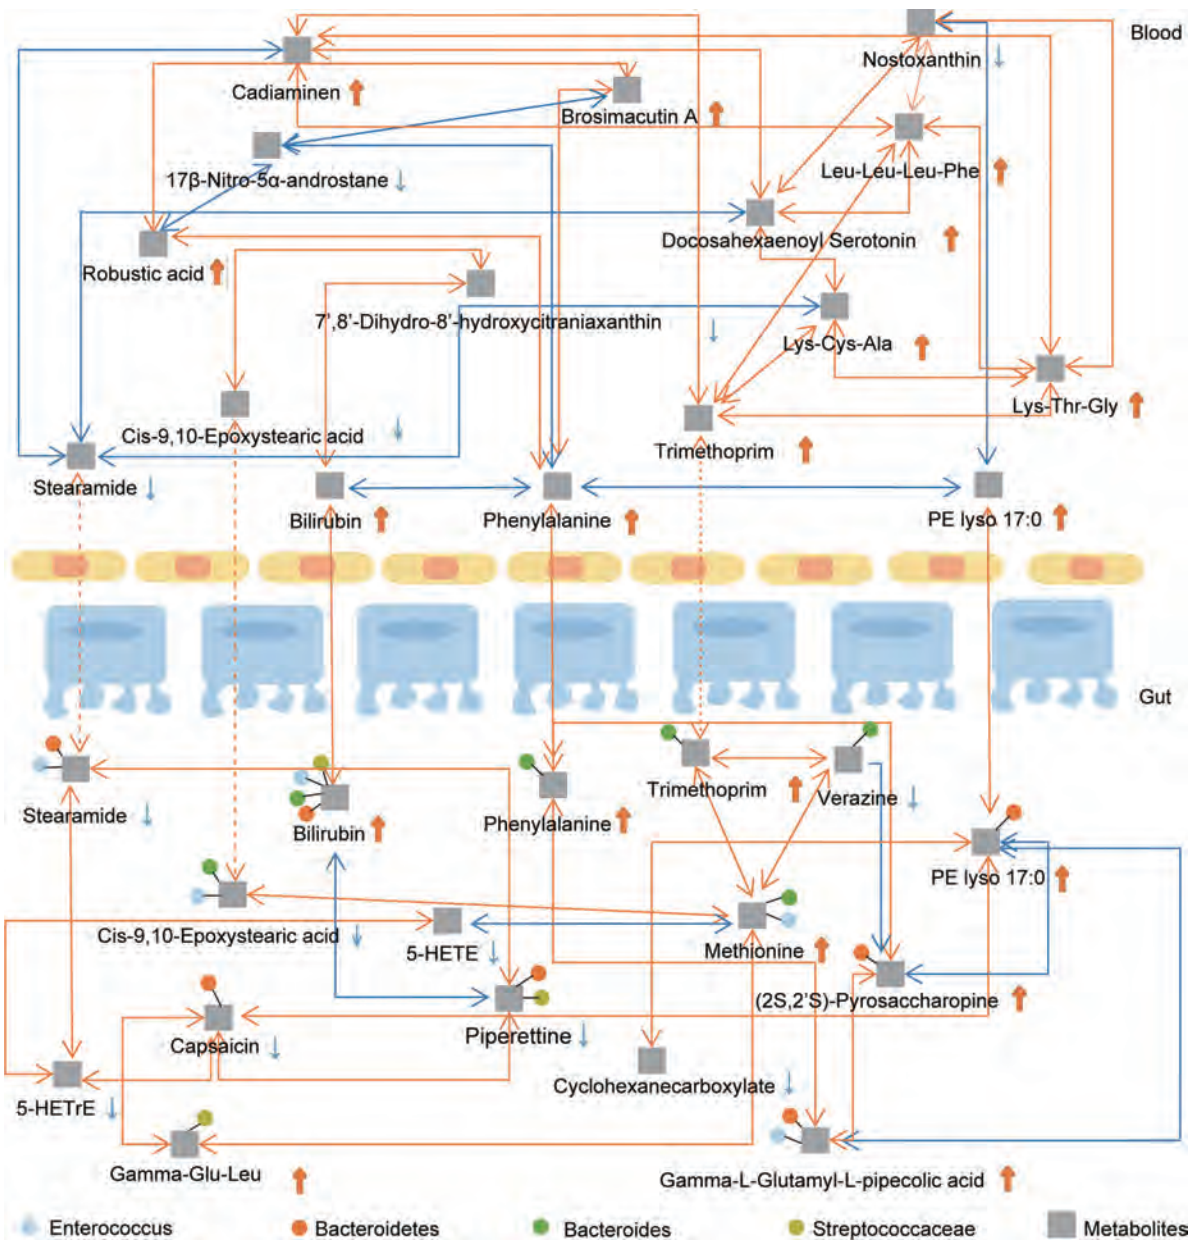 Blood
Nostoxanthin
Cadiaminen
Brosimacutin A
Leu-Leu-Leu-Phe
17β-Nitro-5α-androstane
Docosahexaenoyl Serotonin
Robustic acid
7',8'-Dihydro-8'-hydroxycitraniaxanthin
Lys-Cys-Ala
Lys-Thr-Gly
Cis-9,10-Epoxystearic acid
Trimethoprim
Stearamide
Bilirubin
Phenylalanine
PE lyso 17:0
Gut
Stearamide
Bilirubin
Phenylalanine
Trimethoprim
Verazine
PE lyso 17:0
Cis-9,10-Epoxystearic acid
5-HETE
Methionine
(2S,2'S)-Pyrosaccharopine
Capsaicin
Piperettine
Cyclohexanecarboxylate
5-HETrE
Gamma-Glu-Leu
Gamma-L-Glutamyl-L-pipecolic acid
Enterococcus Bacteroidetes Bacteroides Streptococcaceae Metabolites